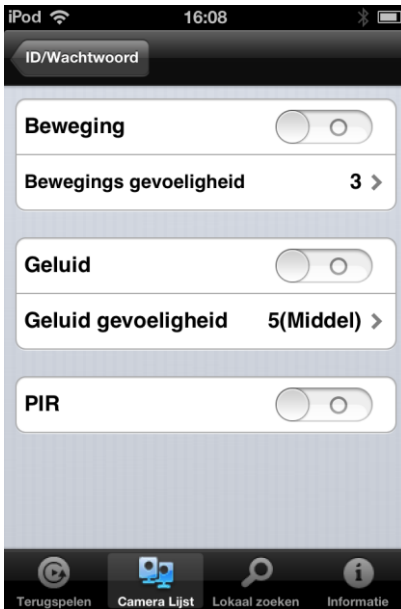 iPod 16:08
ID/Wachtwoord
Beweging
Bewegings gevoeligheid 3
Geluid
Geluid gevoeligheid 5(Middel)
PIR
Terugspelen Camera Lijst Lokaal zoeken Informatie